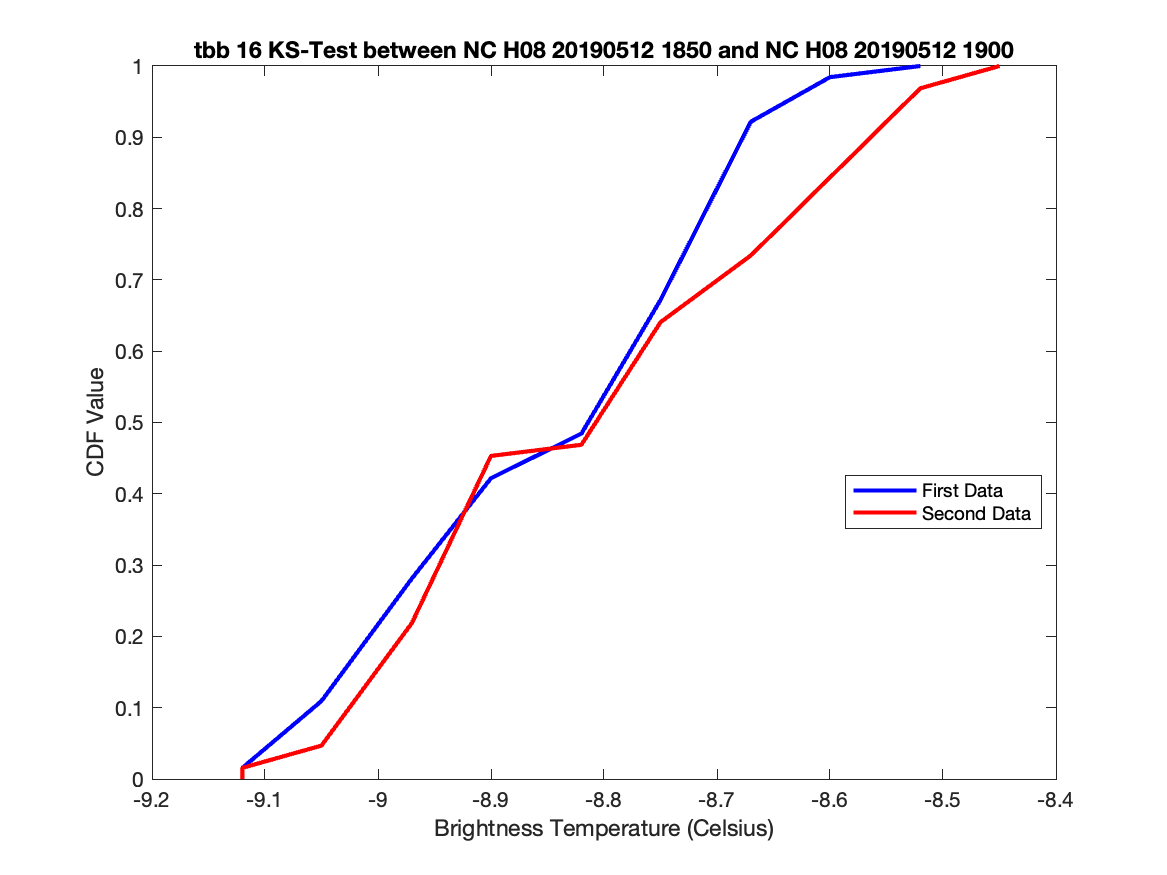 tbb 16 KS-Test between NC H08 20190512 1850 and NC H08 20190512 1900
1
0.9
0.8
0.7
0.6
0.5
0.4
0.3
0.2
0.1
0
CDF Value
First Data
Second Data
-9.2 -9.1 -9 -8.9 -8.8 -8.7 -8.6 -8.5 -8.4
Brightness Temperature (Celsius)